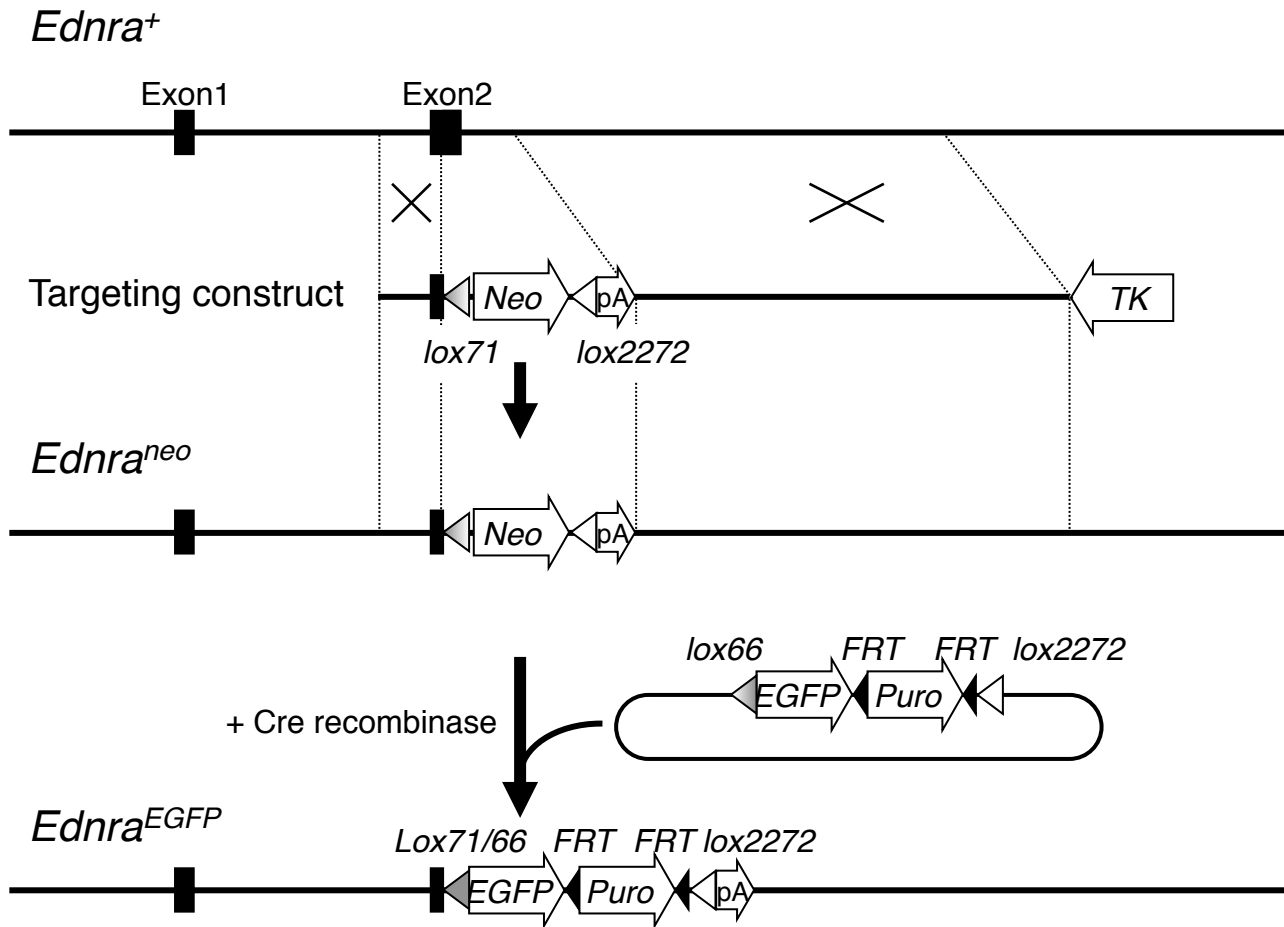 Ednra+
Exon1 Exon2
Targeting construct Neo pA TK
lox71 lox2272
Ednraneo
Neo pA
lox66 FRT FRT lox2272
EGFP Puro
+ Cre recombinase
EdnraEGFP
Lox71/66 FRT FRT lox2272
EGFP Puro pA